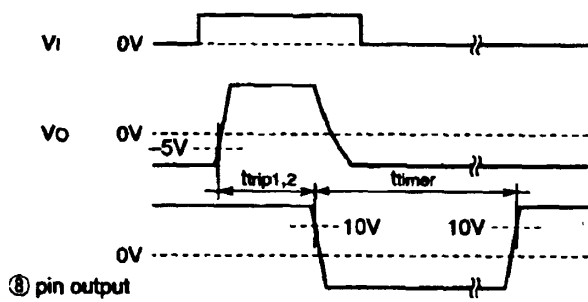 VI 0V
VO 0V
−5V
ttrip1,2 ttimer
10V 10V
0V
⑧ pin output